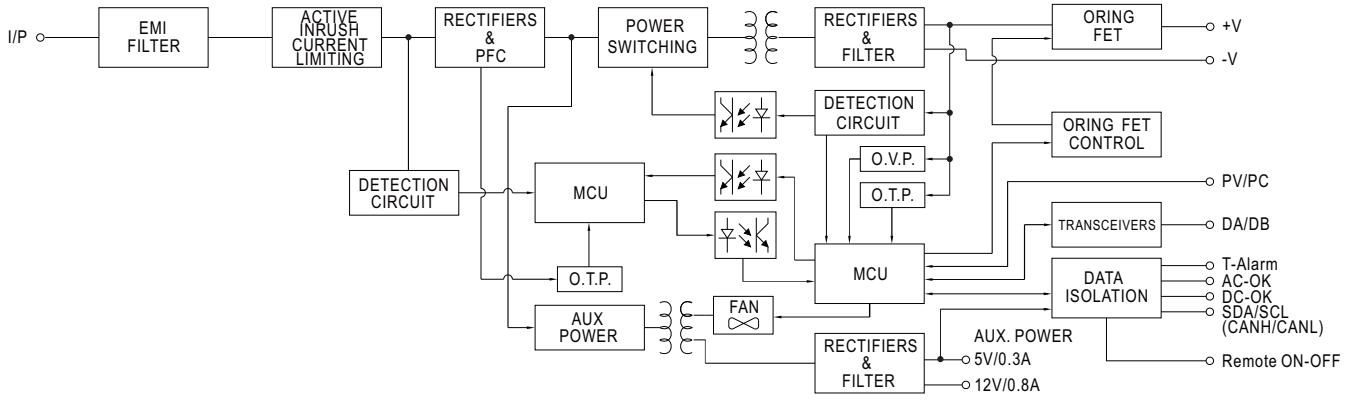 I/P
EMI
FILTER
ACTIVE
INRUSH
CURRENT
LIMITING
RECTIFIERS
&
PFC
POWER
SWITCHING
RECTIFIERS
&
FILTER
ORING
FET
+V
-V
DETECTION
CIRCUIT
ORING FET
CONTROL
O.V.P.
O.T.P.
DETECTION
CIRCUIT
MCU
PV/PC
TRANSCEIVERS
DA/DB
O.T.P.
MCU
DATA
ISOLATION
T-Alarm
AC-OK
DC-OK
SDA/SCL
(CANH/CANL)
AUX
POWER
FAN
RECTIFIERS
&
FILTER
AUX. POWER
5V/0.3A
12V/0.8A
Remote ON-OFF